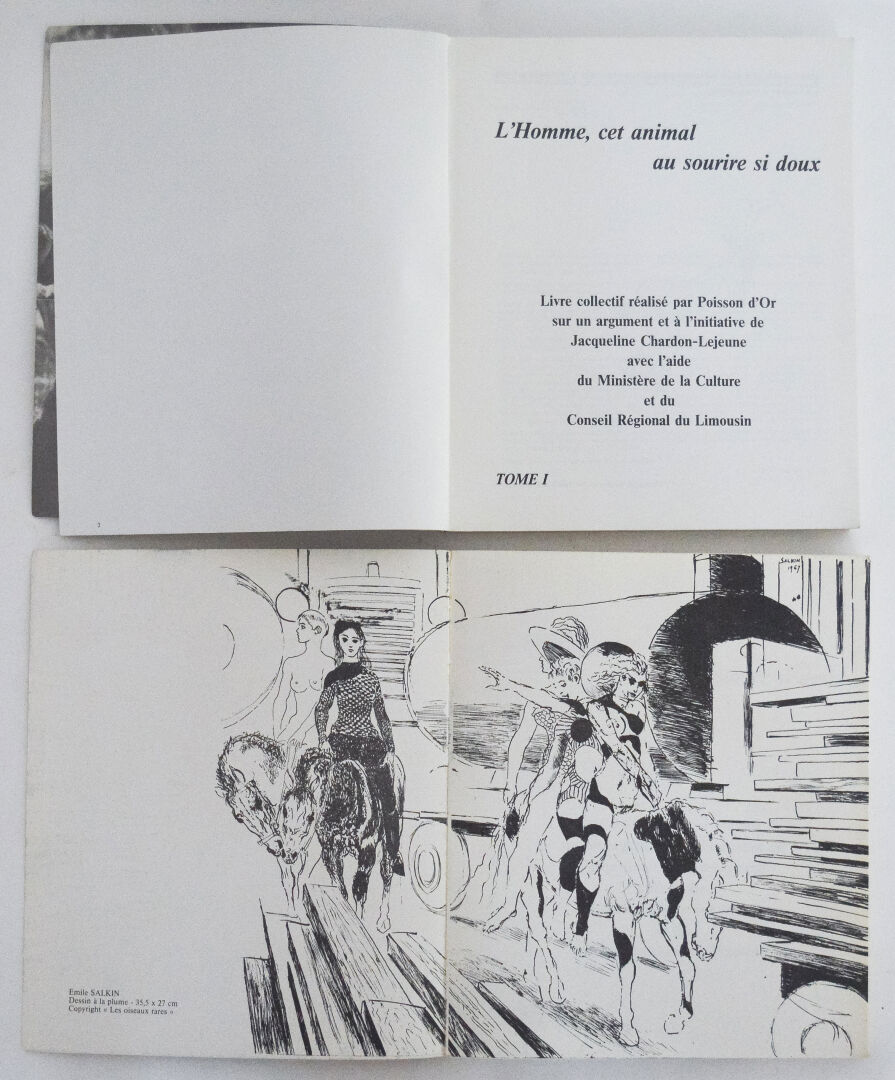 L'Homme, cet animal
au sourire si doux
Livre collectif réalisé par Poisson d'Or
sur un argument et à l'initiative de
Jacqueline Chardon-Lejeune
avec l'aide
du Ministère de la Culture
et du
Conseil Régional du Limousin
TOME I
SALKIN
1967
Emile SALKIN
Dessin à la plume - 35,5 x 27 cm
Copyright « Les oiseaux rares »